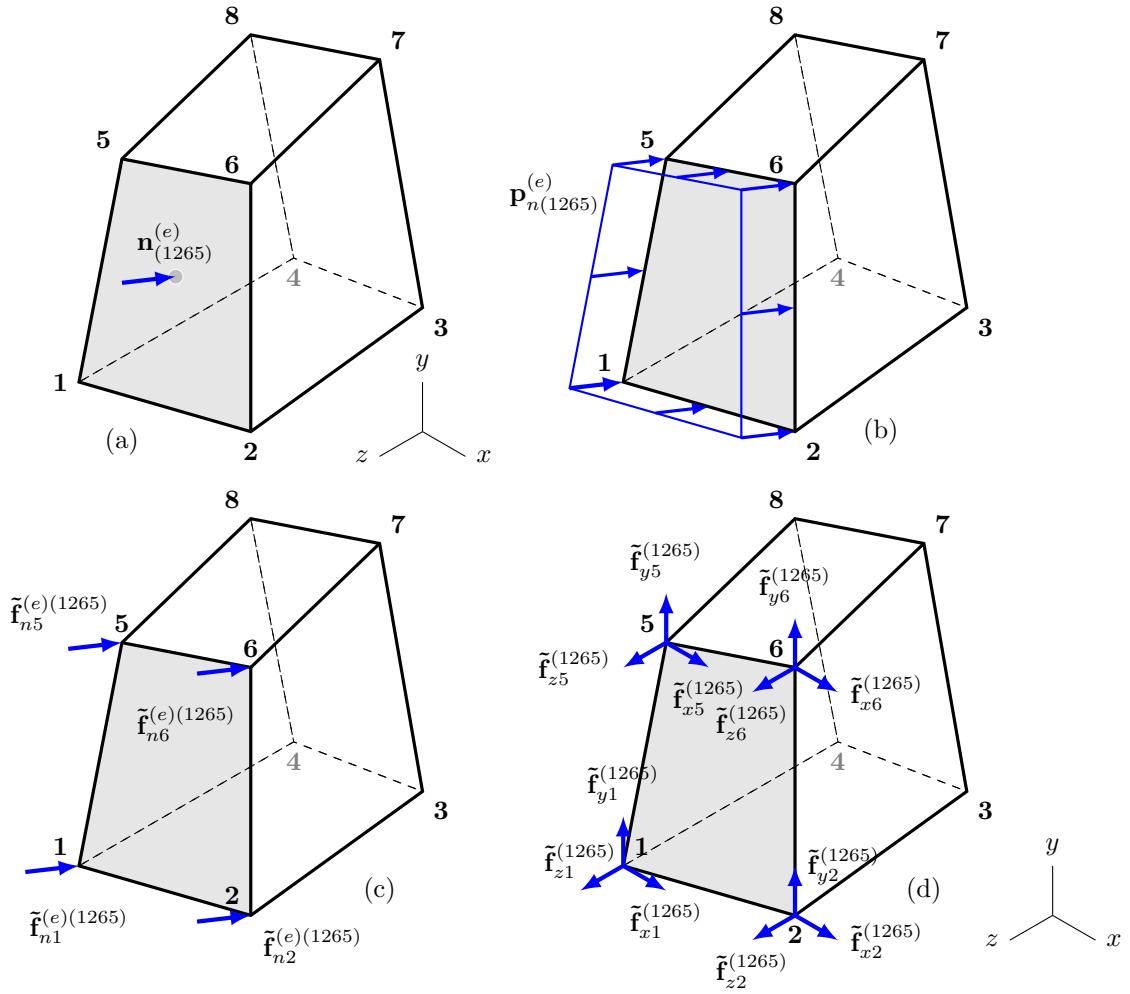 8
7
5
6
n_{(1265)}^{(e)}
4
3
1
2
(a)
y
z
x
8
7
5
6
p_{n(1265)}^{(e)}
4
3
1
2
(b)
8
7
f̃_{n5}^{(e)(1265)}
5
6
f̃_{n6}^{(e)(1265)}
4
3
1
2
(c)
f̃_{n1}^{(e)(1265)}
f̃_{n2}^{(e)(1265)}
8
7
f̃_{y5}^{(1265)}
f̃_{y6}^{(1265)}
5
6
f̃_{z5}^{(1265)}
f̃_{x5}^{(1265)}
f̃_{x6}^{(1265)}
f̃_{z6}^{(1265)}
4
f̃_{y1}^{(1265)}
3
1
f̃_{z1}^{(1265)}
f̃_{y2}^{(1265)}
(d)
f̃_{x1}^{(1265)}
2
f̃_{x2}^{(1265)}
f̃_{z2}^{(1265)}
y
z
x